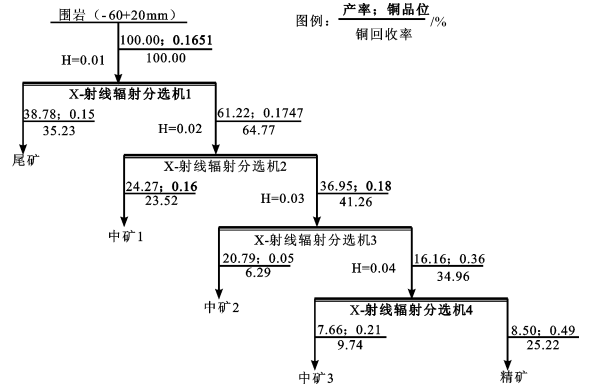 围岩（-60+20mm）
图例：产率；铜品位/%
铜回收率
100.00；0.1651
100.00
H=0.01
X-射线辐射分选机1
38.78；0.15
35.23
尾矿
61.22；0.1747
64.77
H=0.02
X-射线辐射分选机2
24.27；0.16
23.52
中矿1
36.95；0.18
41.26
H=0.03
X-射线辐射分选机3
20.79；0.05
6.29
中矿2
16.16；0.36
34.96
H=0.04
X-射线辐射分选机4
7.66；0.21
9.74
中矿3
8.50；0.49
25.22
精矿